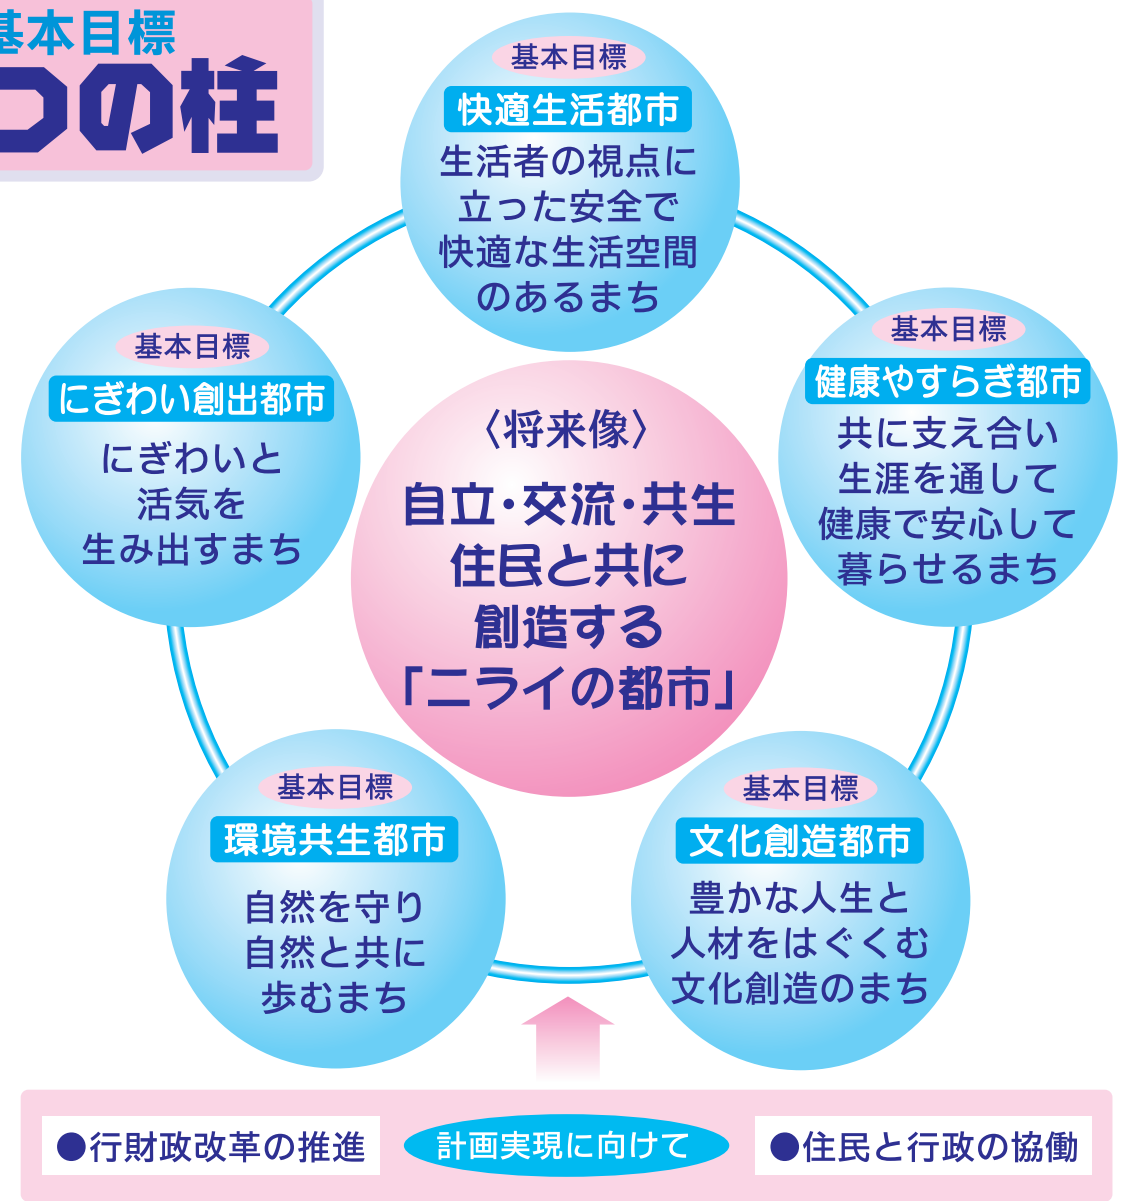 基本目標
つの柱
基本目標
快適生活都市
生活者の視点に
立った安全で
快適な生活空間
のあるまち
基本目標
健康やすらぎ都市
共に支え合い
生涯を通して
健康で安心して
暮らせるまち
基本目標
にぎわい創出都市
にぎわいと
活気を
生み出すまち
〈将来像〉
自立・交流・共生
住民と共に
創造する
「ニライの都市」
基本目標
環境共生都市
自然を守り
自然と共に
歩むまち
基本目標
文化創造都市
豊かな人生と
人材をはぐくむ
文化創造のまち
●行財政改革の推進
計画実現に向けて
●住民と行政の協働